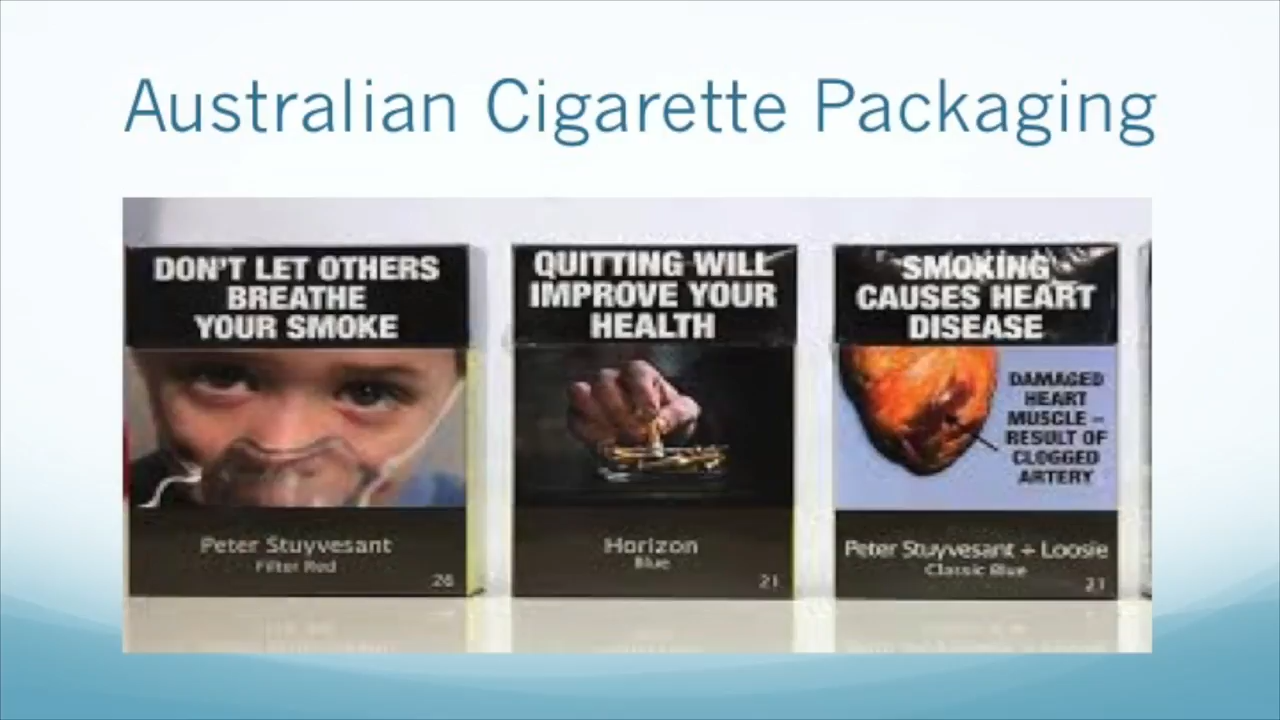 Australian Cigarette Packaging
DON'T LET OTHERS
BREATHE
YOUR SMOKE
Peter Stuyvesant
Filter Red
26
QUITTING WILL
IMPROVE YOUR
HEALTH
Horizon
Blue
21
SMOKING
CAUSES HEART
DISEASE
DAMAGED
HEART
MUSCLE –
RESULT OF
CLOGGED
ARTERY
Peter Stuyvesant + Loosie
Classic Blue
21